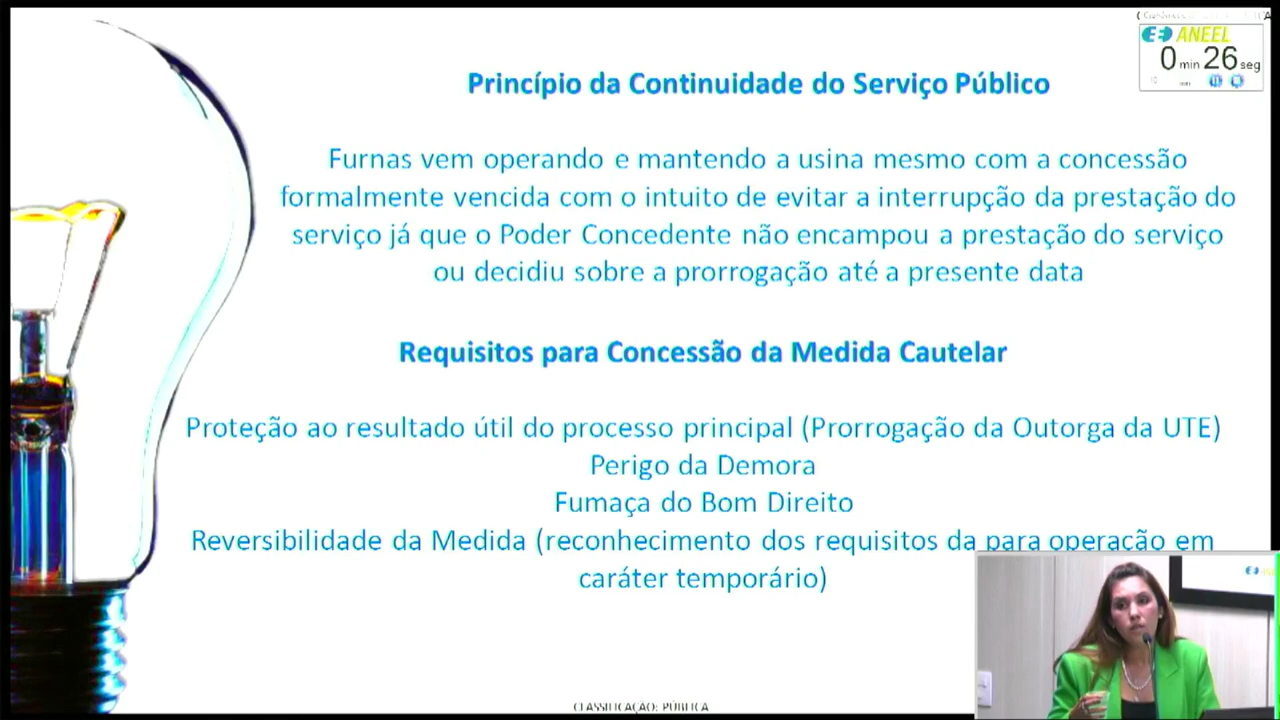 ANEEL
0 min 26 seg
min
Princípio da Continuidade do Serviço Público
Furnas vem operando e mantendo a usina mesmo com a concessão
formalmente vencida com o intuito de evitar a interrupção da prestação do
serviço já que o Poder Concedente não encampou a prestação do serviço
ou decidiu sobre a prorrogação até a presente data
Requisitos para Concessão da Medida Cautelar
Proteção ao resultado útil do processo principal (Prorrogação da Outorga da UTE)
Perigo da Demora
Fumaça do Bom Direito
Reversibilidade da Medida (reconhecimento dos requisitos da para operação em
caráter temporário)
CLASSIFICAÇÃO: PÚBLICA